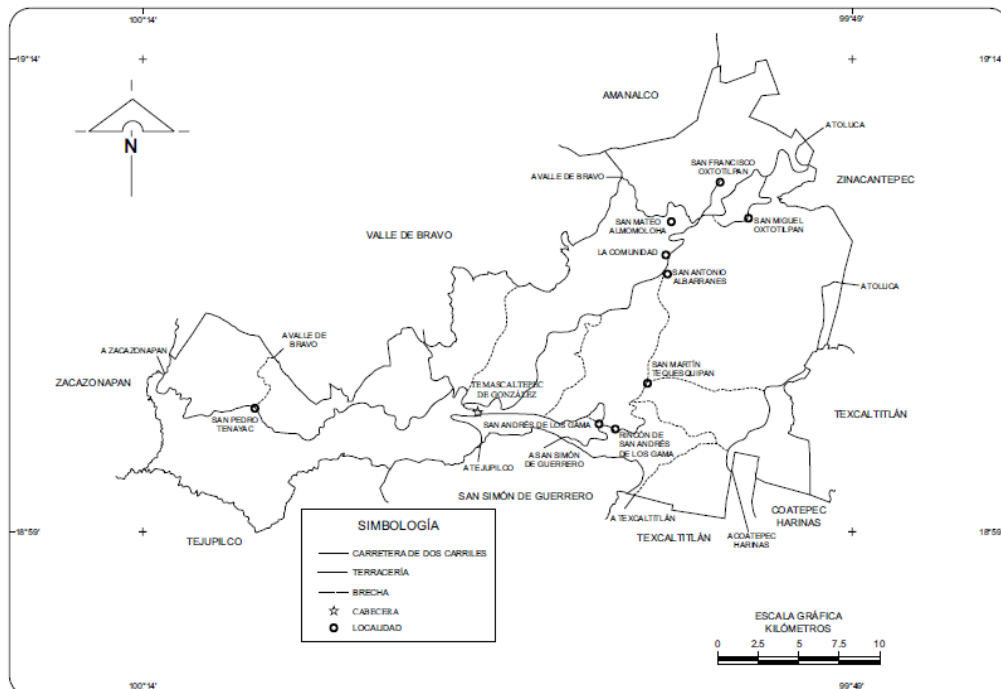 100°14'
99°49'
19°14'
19°14'
AMANALCO
A TOLUCA
N
SAN FRANCISCO
OXTOTILPAN
A VALLE DE BRAVO
ZINACANTEPEC
SAN MATEO
ALMOMOLOHA
SAN MIGUEL
OXTOTILPAN
VALLE DE BRAVO
LA COMUNIDAD
SAN ANTONIO
ALBARRANES
A TOLUCA
A VALLE DE
BRAVO
A ZACAZONAPAN
SAN MARTÍN
TEQUESQUIPAN
ZACAZONAPAN
TEMASCALTEPEC
DE GONZÁLEZ
SAN PEDRO
TENAYAC
SAN ANDRÉS DE LOS GAMA
TEXCALTITLÁN
RINCÓN DE
SAN ANDRÉS
DE LOS GAMA
A SAN SIMÓN
DE GUERRERO
A TEJUPILCO
SAN SIMÓN DE GUERRERO
A TEXCALTITLÁN
COATEPEC
HARINAS
18°59'
18°59'
TEJUPILCO
TEXCALTITLÁN
A COATEPEC
HARINAS
SIMBOLOGÍA
CARRETERA DE DOS CARRILES
TERRACERÍA
BRECHA
CABECERA
LOCALIDAD
ESCALA GRÁFICA
KILÓMETROS
0 2.5 5 7.5 10
100°14'
99°49'